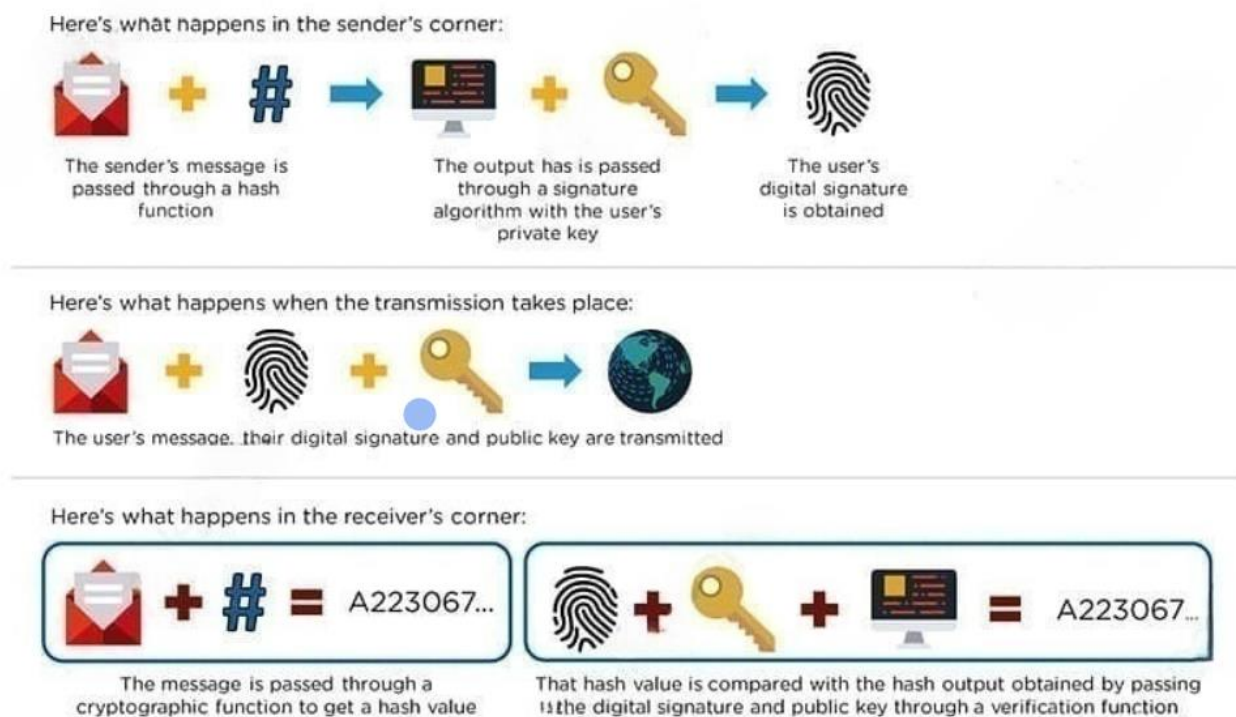 Here's what happens in the sender's corner:
#
The sender's message is
passed through a hash
function
The output has is passed
through a signature
algorithm with the user's
private key
The user's
digital signature
is obtained
Here's what happens when the transmission takes place:
The user's message. their digital signature and public key are transmitted
Here's what happens in the receiver's corner:
# = A223067...
= A223067...
The message is passed through a
cryptographic function to get a hash value
That hash value is compared with the hash output obtained by passing
the digital signature and public key through a verification function